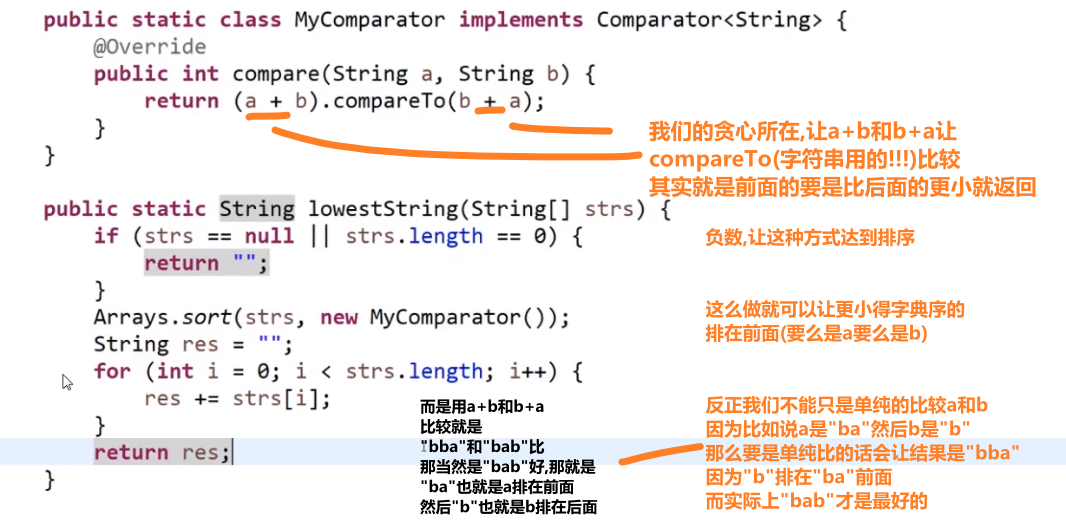 public static class MyComparator implements Comparator<String> {
@Override
public int compare(String a, String b) {
return (a + b).compareTo(b + a);
}
}
我们的贪心所在,让a+b和b+a让
compareTo(字符串用的!!!)比较
其实就是前面的要是比后面的更小就返回
public static String lowestString(String[] strs) {
if (strs == null || strs.length == 0) {
return "";
}
Arrays.sort(strs, new MyComparator());
String res = "";
for (int i = 0; i < strs.length; i++) {
res += strs[i];
}
return res;
}
负数,让这种方式达到排序
这么做就可以让更小得字典序的
排在前面(要么是a要么是b)
反正我们不能只是单纯的比较a和b
因为比如说a是"ba"然后b是"b"
那么要是单纯比的话会让结果是"bba"
因为"b"排在"ba"前面
而实际上"bab"才是最好的
而是用a+b和b+a
比较就是
"bba"和"bab"比
那当然是"bab"好,那就是
"ba"也就是a排在前面
然后"b"也就是b排在后面